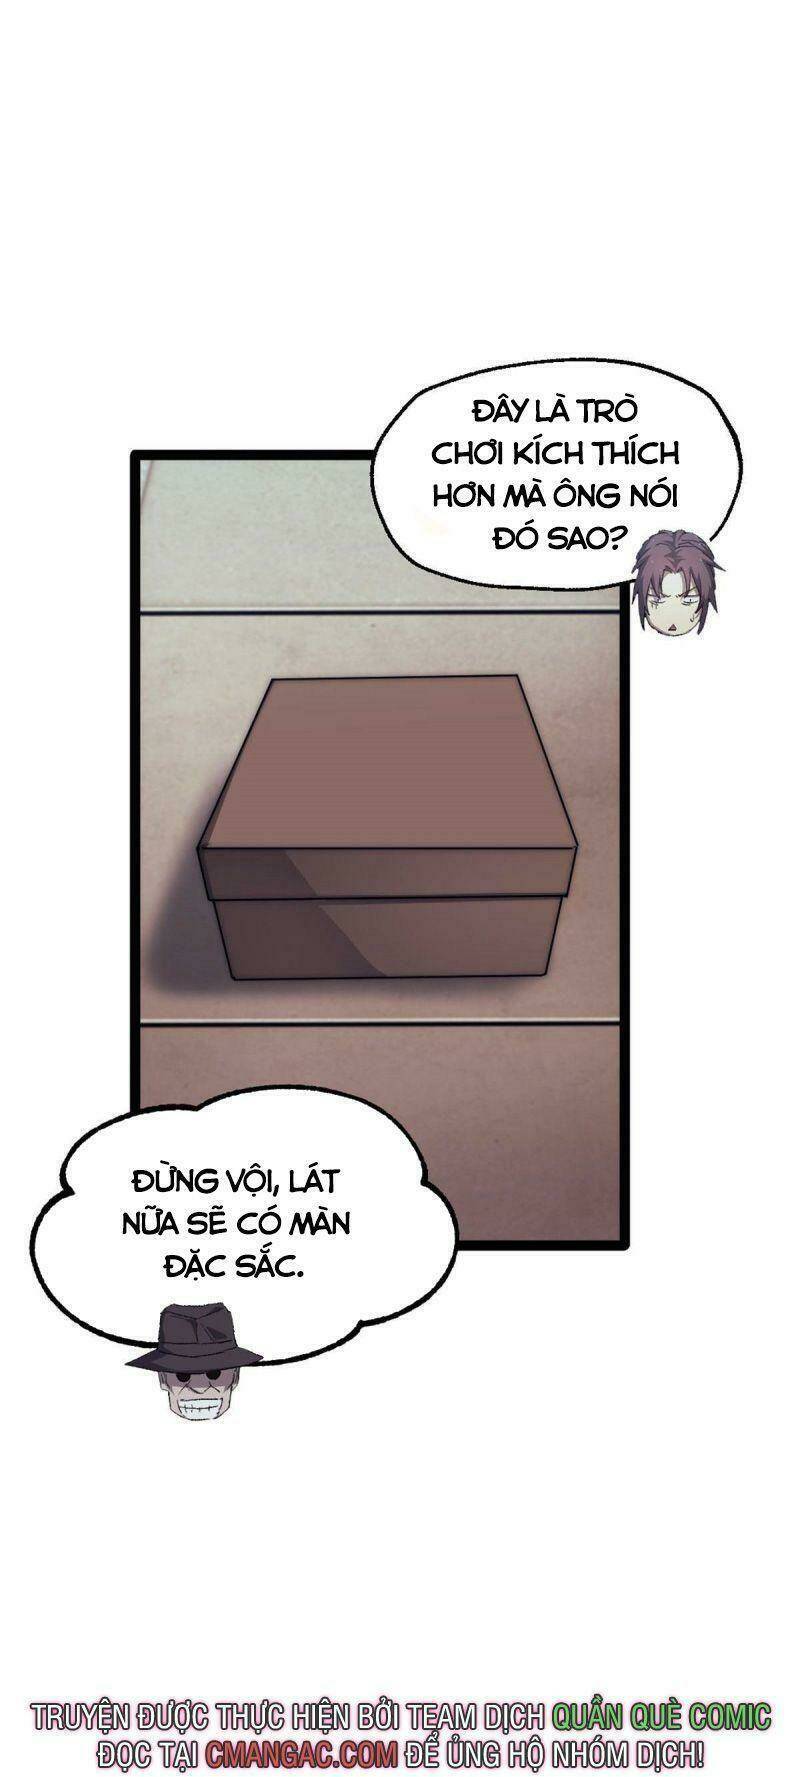 ĐÂY LÀ TRÒ
CHƠI KÍCH THÍCH
HƠN MÀ ÔNG NÓI
ĐÓ SAO?
ĐỪNG VỘI, LÁT
NỮA SẼ CÓ MÀN
ĐẶC SẮC.
TRUYỆN ĐƯỢC THỰC HIỆN BỞI TEAM DỊCH QUẦN QUÈ COMIC
ĐỌC TẠI CMANGAC.COM ĐỂ ỦNG HỘ NHÓM DỊCH!